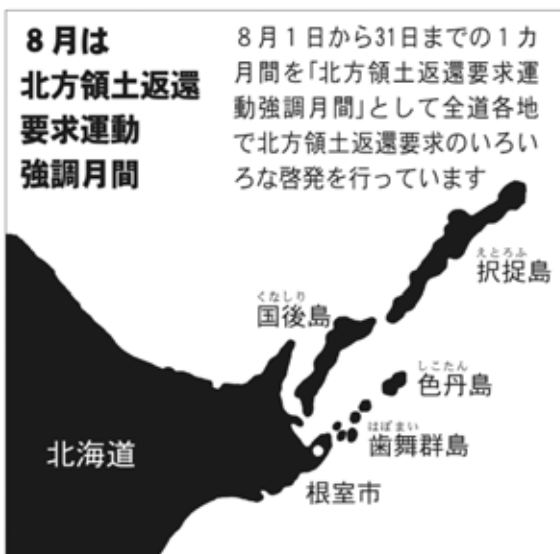 ８月は
北方領土返還
要求運動
強調月間
８月１日から31日までの１カ
月間を「北方領土返還要求運
動強調月間」として全道各地
で北方領土返還要求のいろい
ろな啓発を行っています
えとろふ
択捉島
くなしり
国後島
しこたん
色丹島
はぼまい
歯舞群島
北海道
根室市